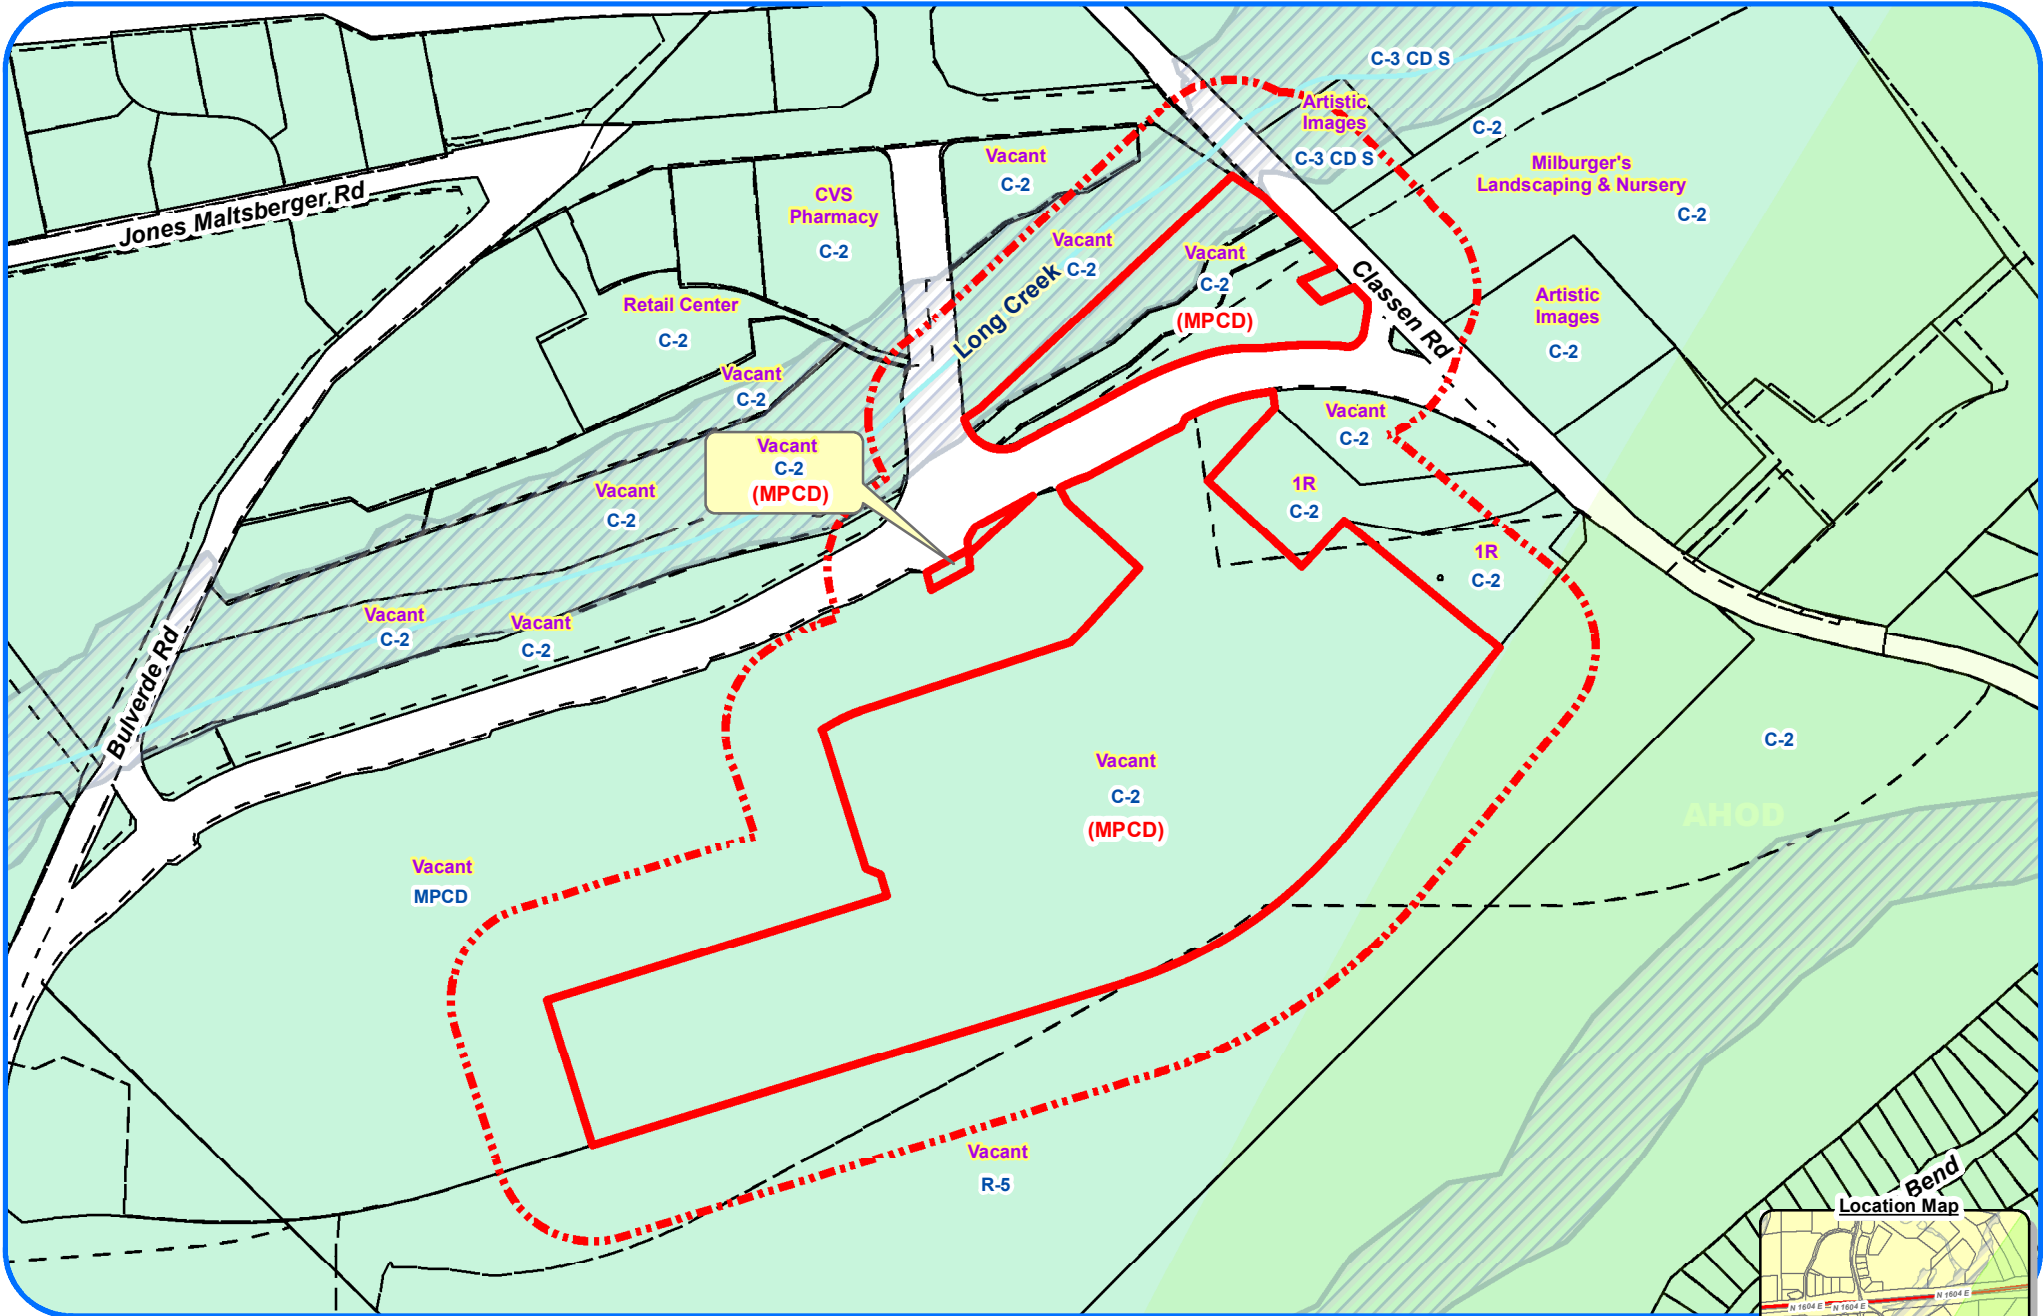 C-3 CD S
Artistic
Images
C-3 CD S
C-2
Milburger's
Landscaping & Nursery
C-2
Vacant
C-2
CVS
Pharmacy
C-2
Jones Maltsberger Rd
Vacant
C-2
Vacant
C-2
(MPCD)
Long Creek
Classen Rd
Artistic
Images
C-2
Retail Center
C-2
Vacant
C-2
Vacant
C-2
Vacant
C-2
(MPCD)
1R
C-2
Vacant
C-2
1R
C-2
Vacant
C-2
Vacant
C-2
Bulverde Rd
C-2
Vacant
C-2
(MPCD)
AHOD
Vacant
MPCD
Vacant
R-5
Bend
Location Map
N 1604 E
N 1604 E
N 1604 E